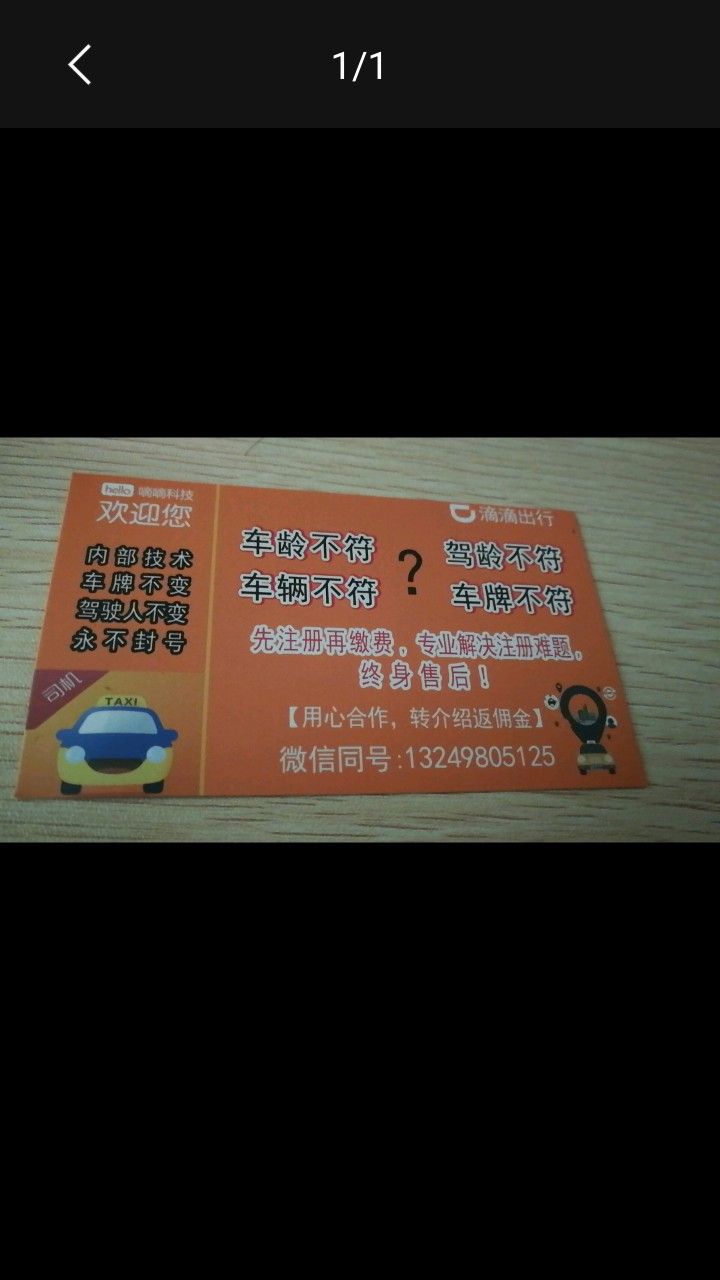 1/1
hello 嘀嘀科技
欢迎您
内部技术
车牌不变
驾驶人不变
永不封号
司机
TAXI
滴滴出行
车龄不符 ? 驾龄不符
车辆不符 车牌不符
先注册再缴费，专业解决注册难题，
终身售后！
【用心合作，转介绍返佣金】
微信同号:13249805125